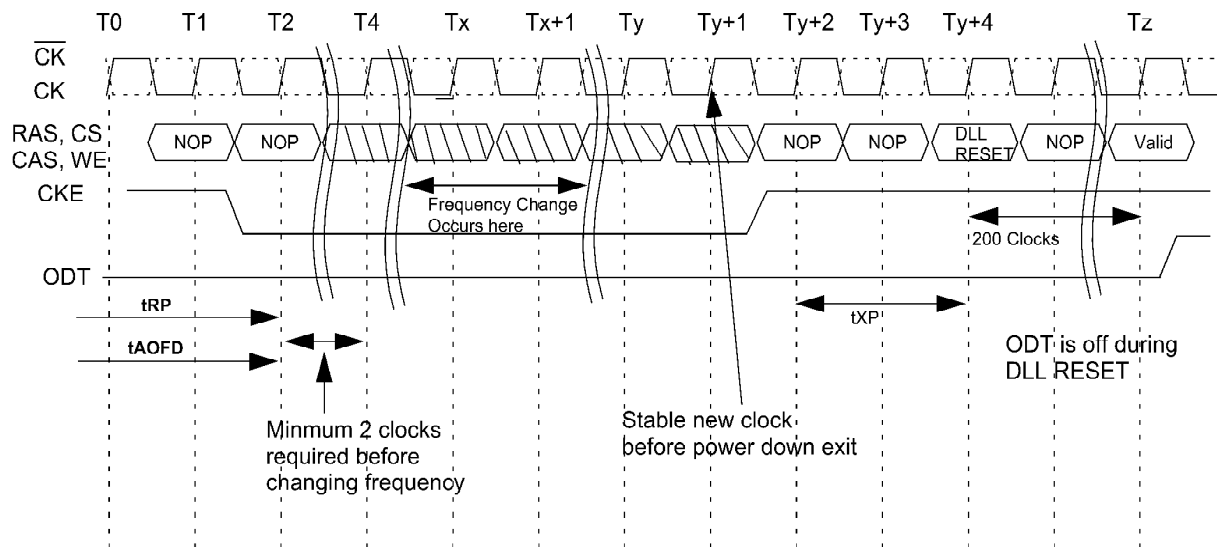 T0 T1 T2 T4 Tx Tx+1 Ty Ty+1 Ty+2 Ty+3 Ty+4 Tz
CK
CK
RAS, CS
CAS, WE
NOP NOP NOP NOP DLL RESET NOP Valid
CKE
Frequency Change
Occurs here
200 Clocks
ODT
tRP
tXP
tAOFD
ODT is off during
DLL RESET
Minmum 2 clocks
required before
changing frequency
Stable new clock
before power down exit